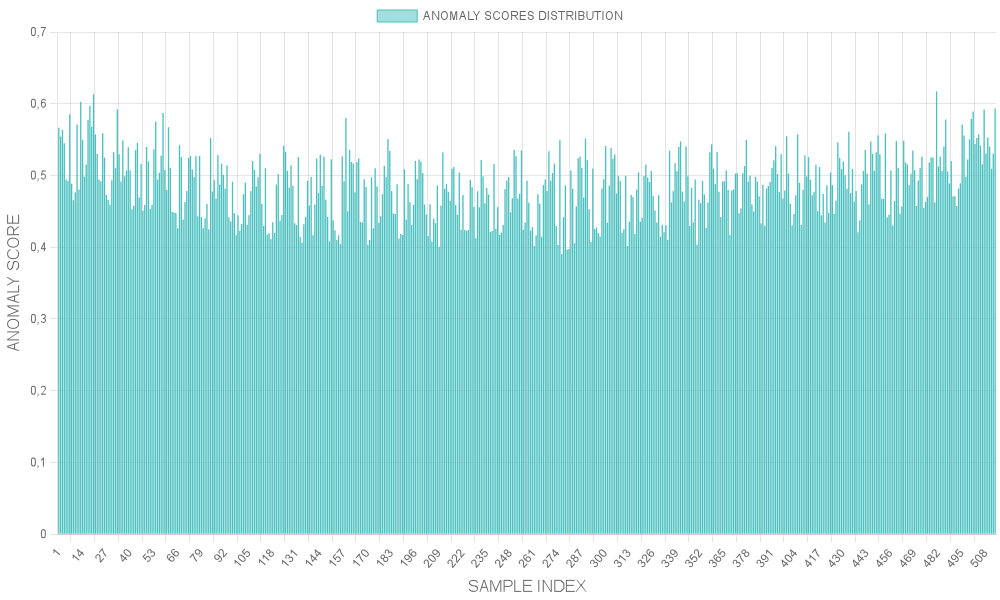 ANOMALY SCORES DISTRIBUTION
0,7
0,6
0,5
0,4
0,3
0,2
0,1
0
ANOMALY SCORE
1 14 27 40 53 66 79 92 105 118 131 144 157 170 183 196 209 222 235 248 261 274 287 300 313 326 339 352 365 378 391 404 417 430 443 456 469 482 495 508
SAMPLE INDEX